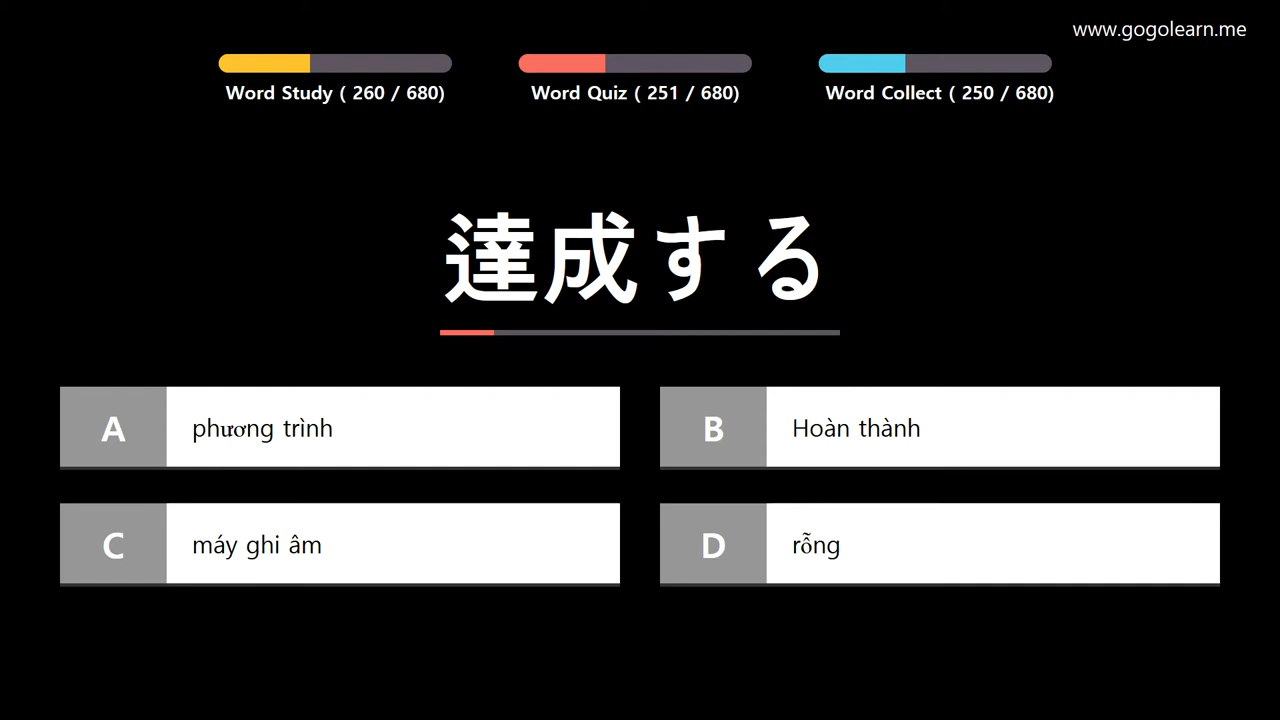 www.gogolearn.me
Word Study ( 260 / 680)
Word Quiz ( 251 / 680)
Word Collect ( 250 / 680)
達成する
A phương trình
B Hoàn thành
C máy ghi âm
D rỗng